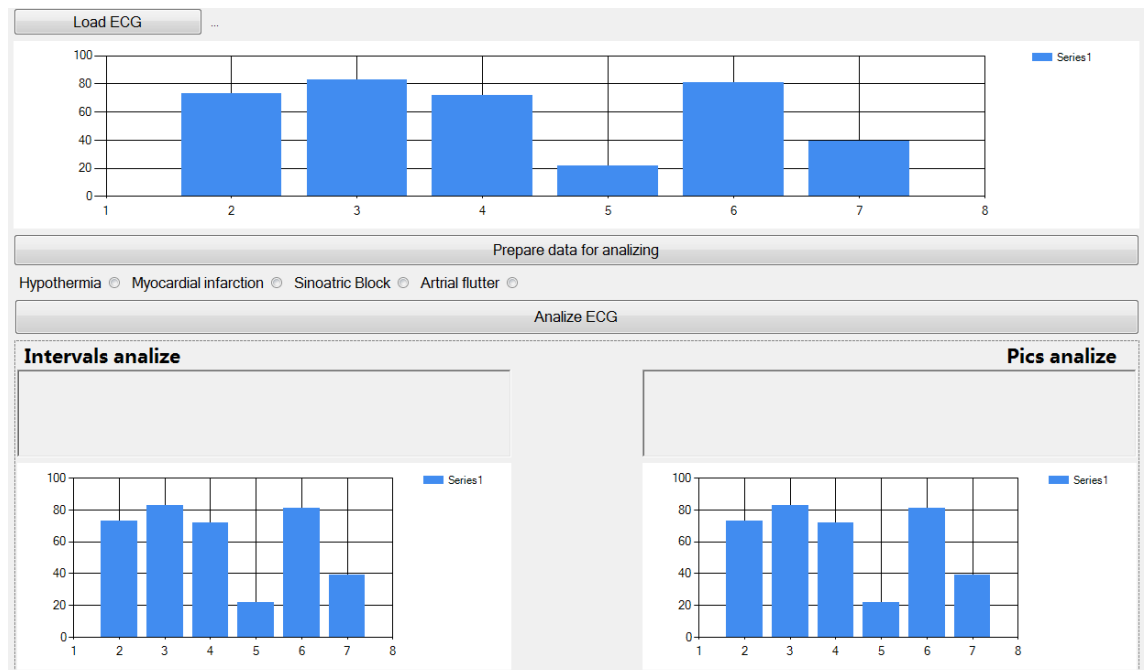 Load ECG ...
100
80
60
40
20
0
1 2 3 4 5 6 7 8
Series1
Prepare data for analizing
Hypothermia Myocardial infarction Sinoatric Block Artrial flutter
Analize ECG
Intervals analize
Pics analize
100
80
60
40
20
0
1 2 3 4 5 6 7 8
Series1
100
80
60
40
20
0
1 2 3 4 5 6 7 8
Series1